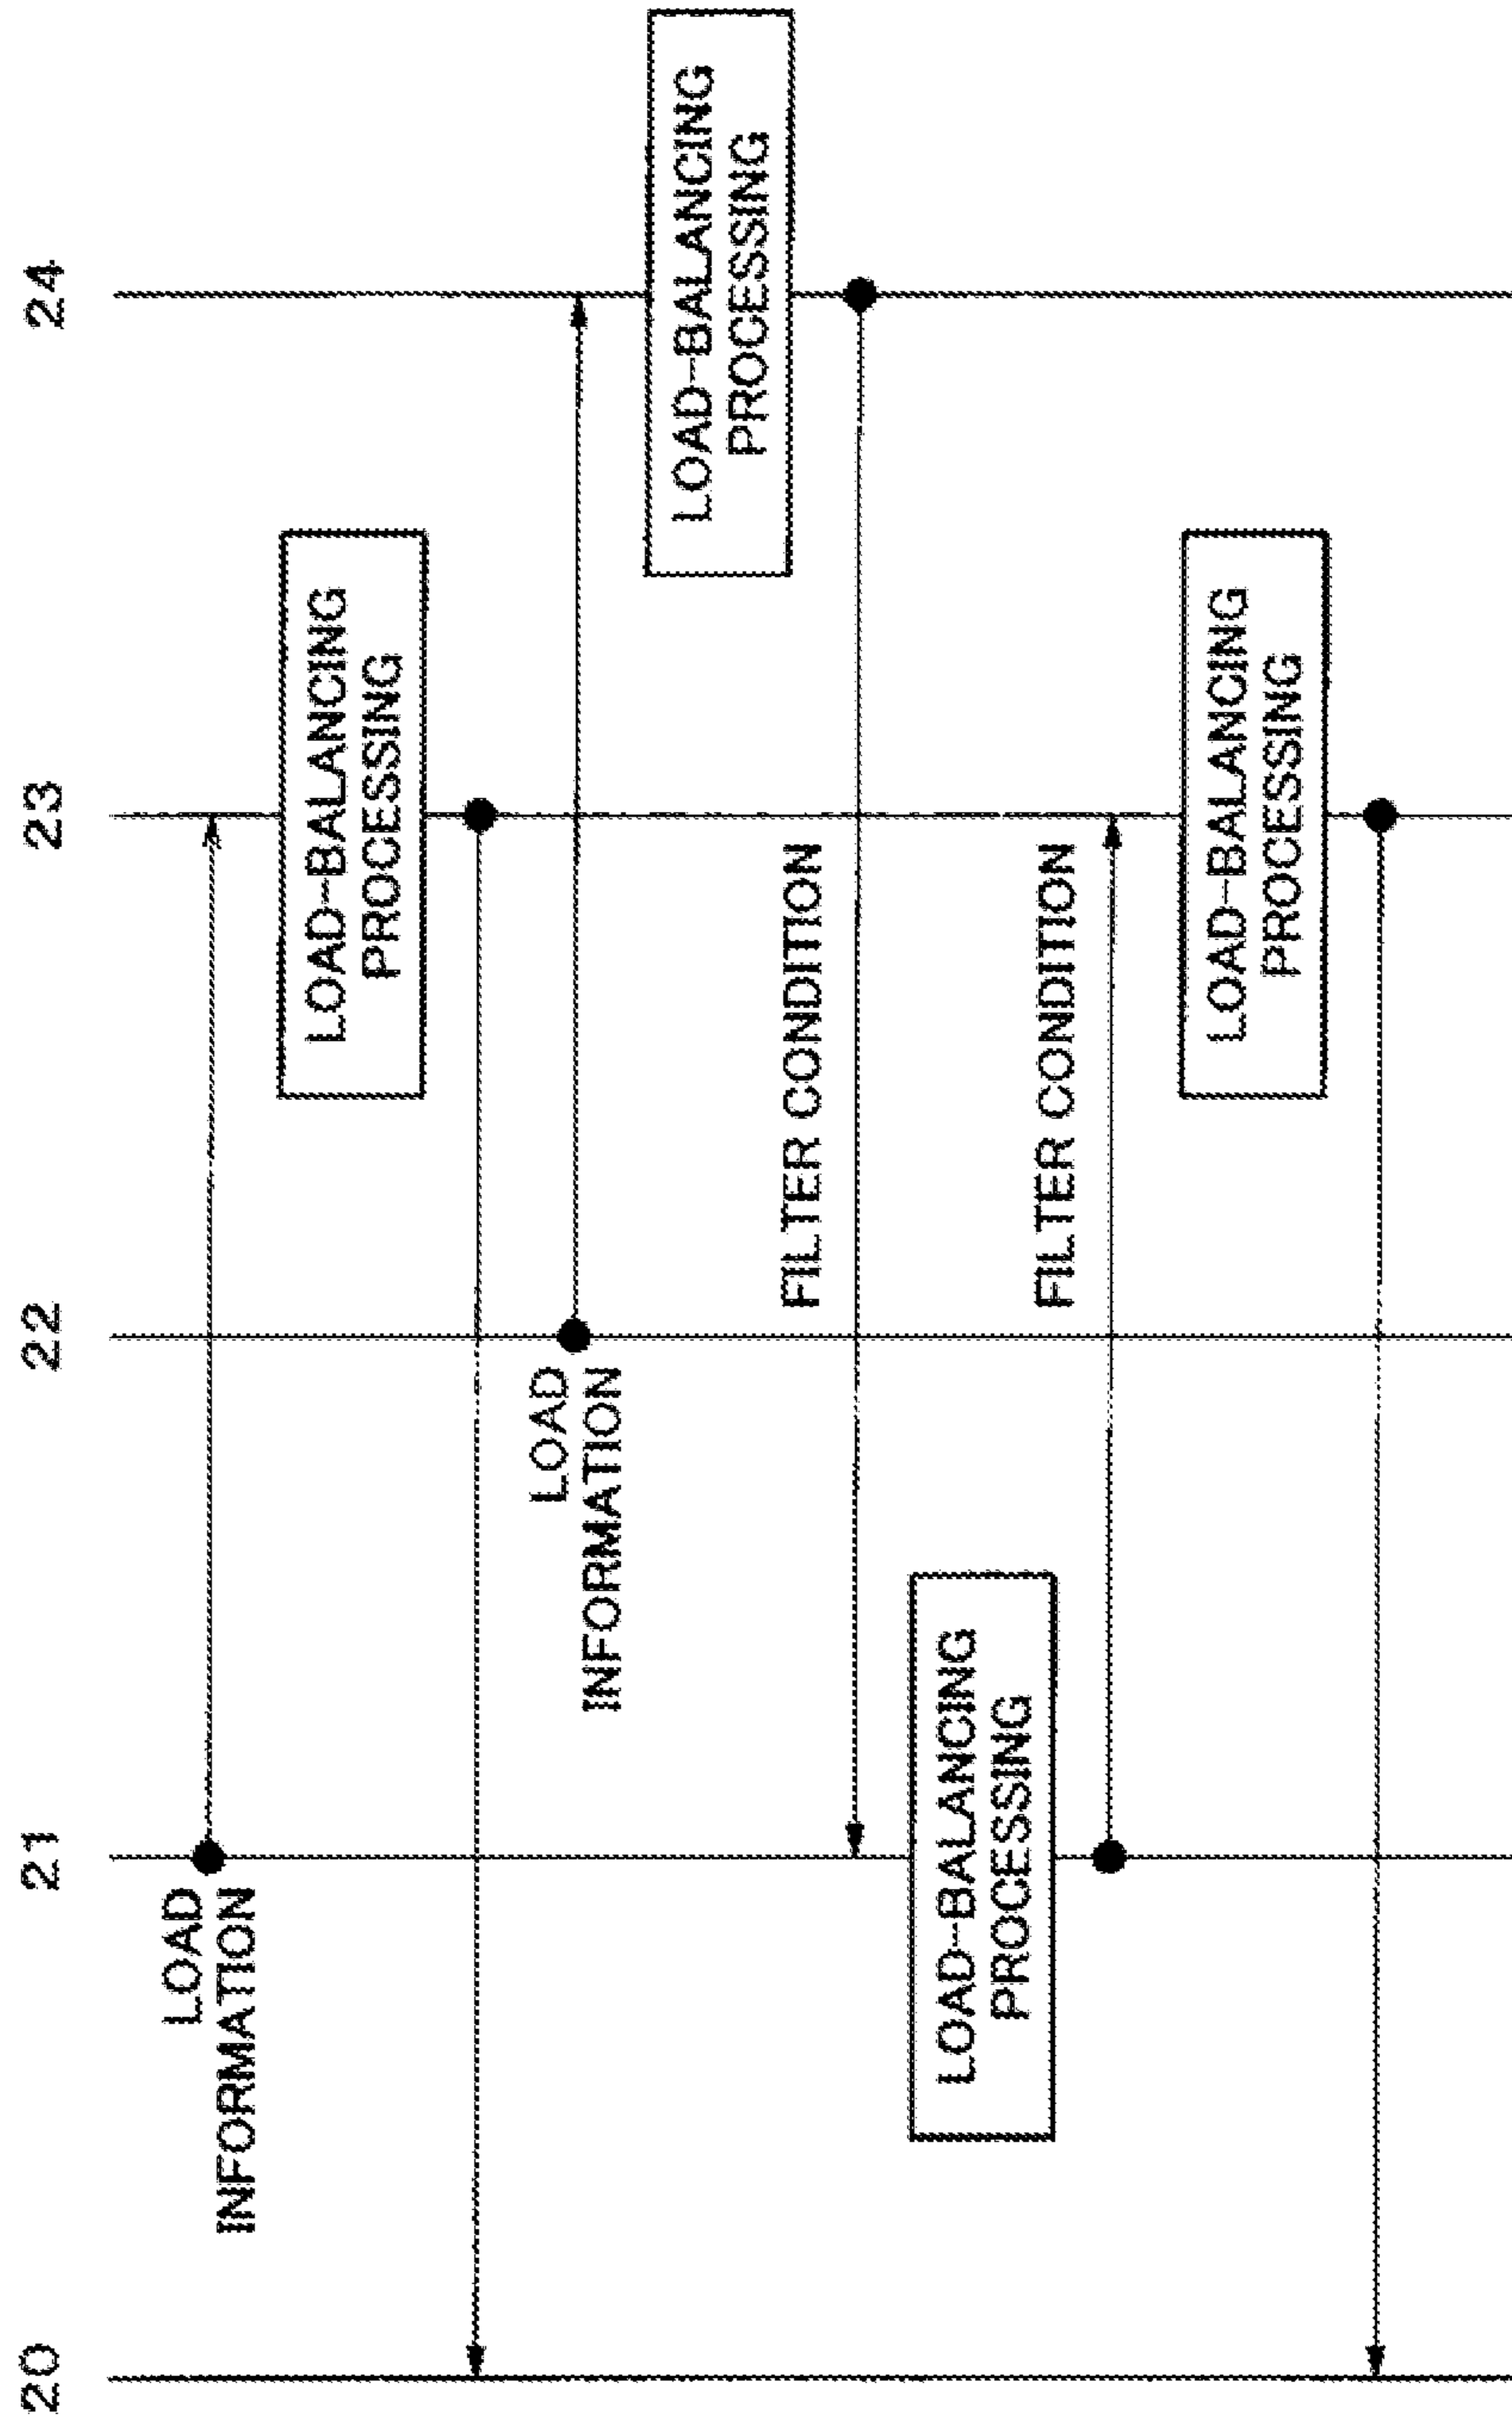 20
21
22
23
24
LOAD
INFORMATION
LOAD-BALANCING
PROCESSING
LOAD
INFORMATION
LOAD-BALANCING
PROCESSING
FILTER CONDITION
LOAD-BALANCING
PROCESSING
FILTER CONDITION
LOAD-BALANCING
PROCESSING